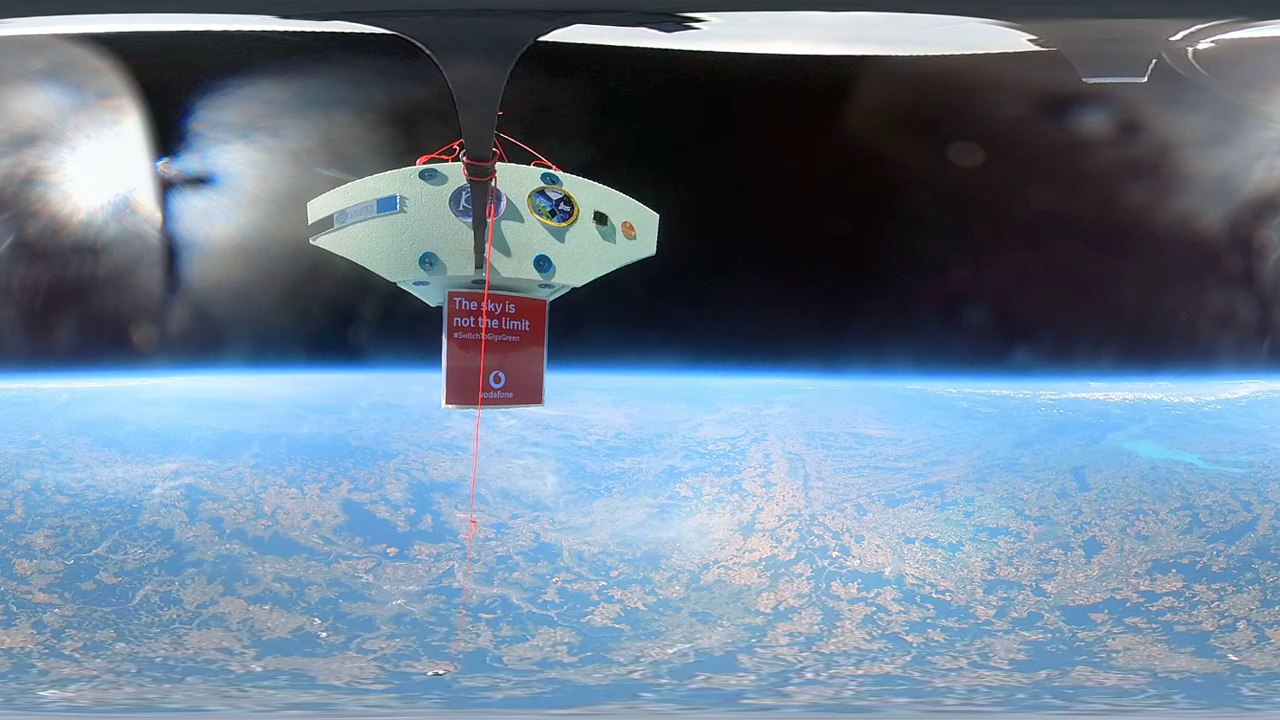 The sky is
not the limit
#SwitchToGigaGreen
vodafone